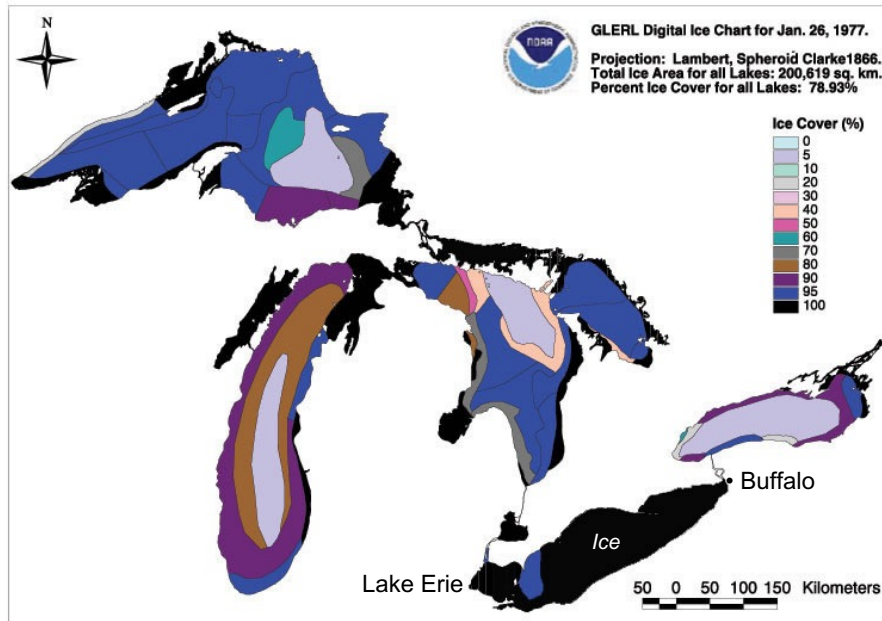 N
NOAA
GLERL Digital Ice Chart for Jan. 26, 1977.
Projection: Lambert, Spheroid Clarke1866.
Total Ice Area for all Lakes: 200,619 sq. km.
Percent Ice Cover for all Lakes: 78.93%
Ice Cover (%)
0
5
10
20
30
40
50
60
70
80
90
95
100
Buffalo
Ice
Lake Erie
50 0 50 100 150 Kilometers